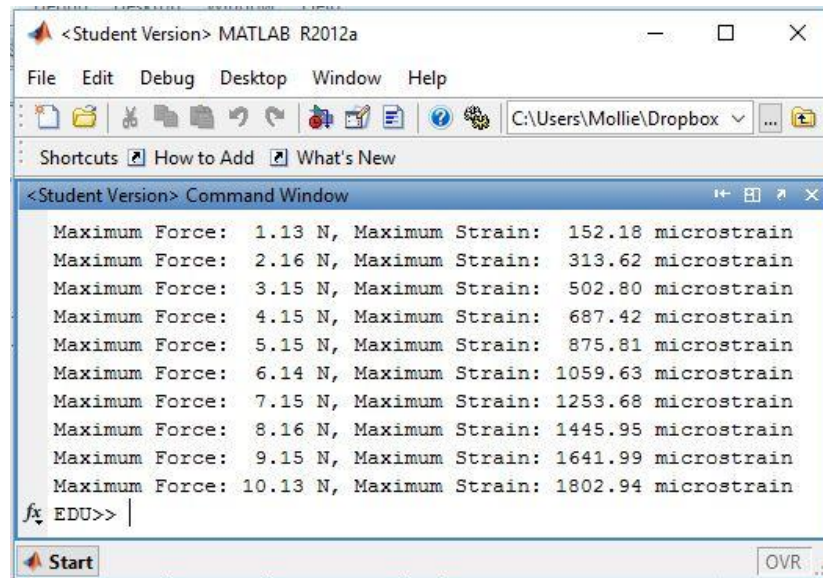 <Student Version> MATLAB R2012a
File Edit Debug Desktop Window Help
C:\Users\Mollie\Dropbox ...
Shortcuts How to Add What's New
<Student Version> Command Window
Maximum Force: 1.13 N, Maximum Strain: 152.18 microstrain
Maximum Force: 2.16 N, Maximum Strain: 313.62 microstrain
Maximum Force: 3.15 N, Maximum Strain: 502.80 microstrain
Maximum Force: 4.15 N, Maximum Strain: 687.42 microstrain
Maximum Force: 5.15 N, Maximum Strain: 875.81 microstrain
Maximum Force: 6.14 N, Maximum Strain: 1059.63 microstrain
Maximum Force: 7.15 N, Maximum Strain: 1253.68 microstrain
Maximum Force: 8.16 N, Maximum Strain: 1445.95 microstrain
Maximum Force: 9.15 N, Maximum Strain: 1641.99 microstrain
Maximum Force: 10.13 N, Maximum Strain: 1802.94 microstrain
fx EDU>>
Start OVR